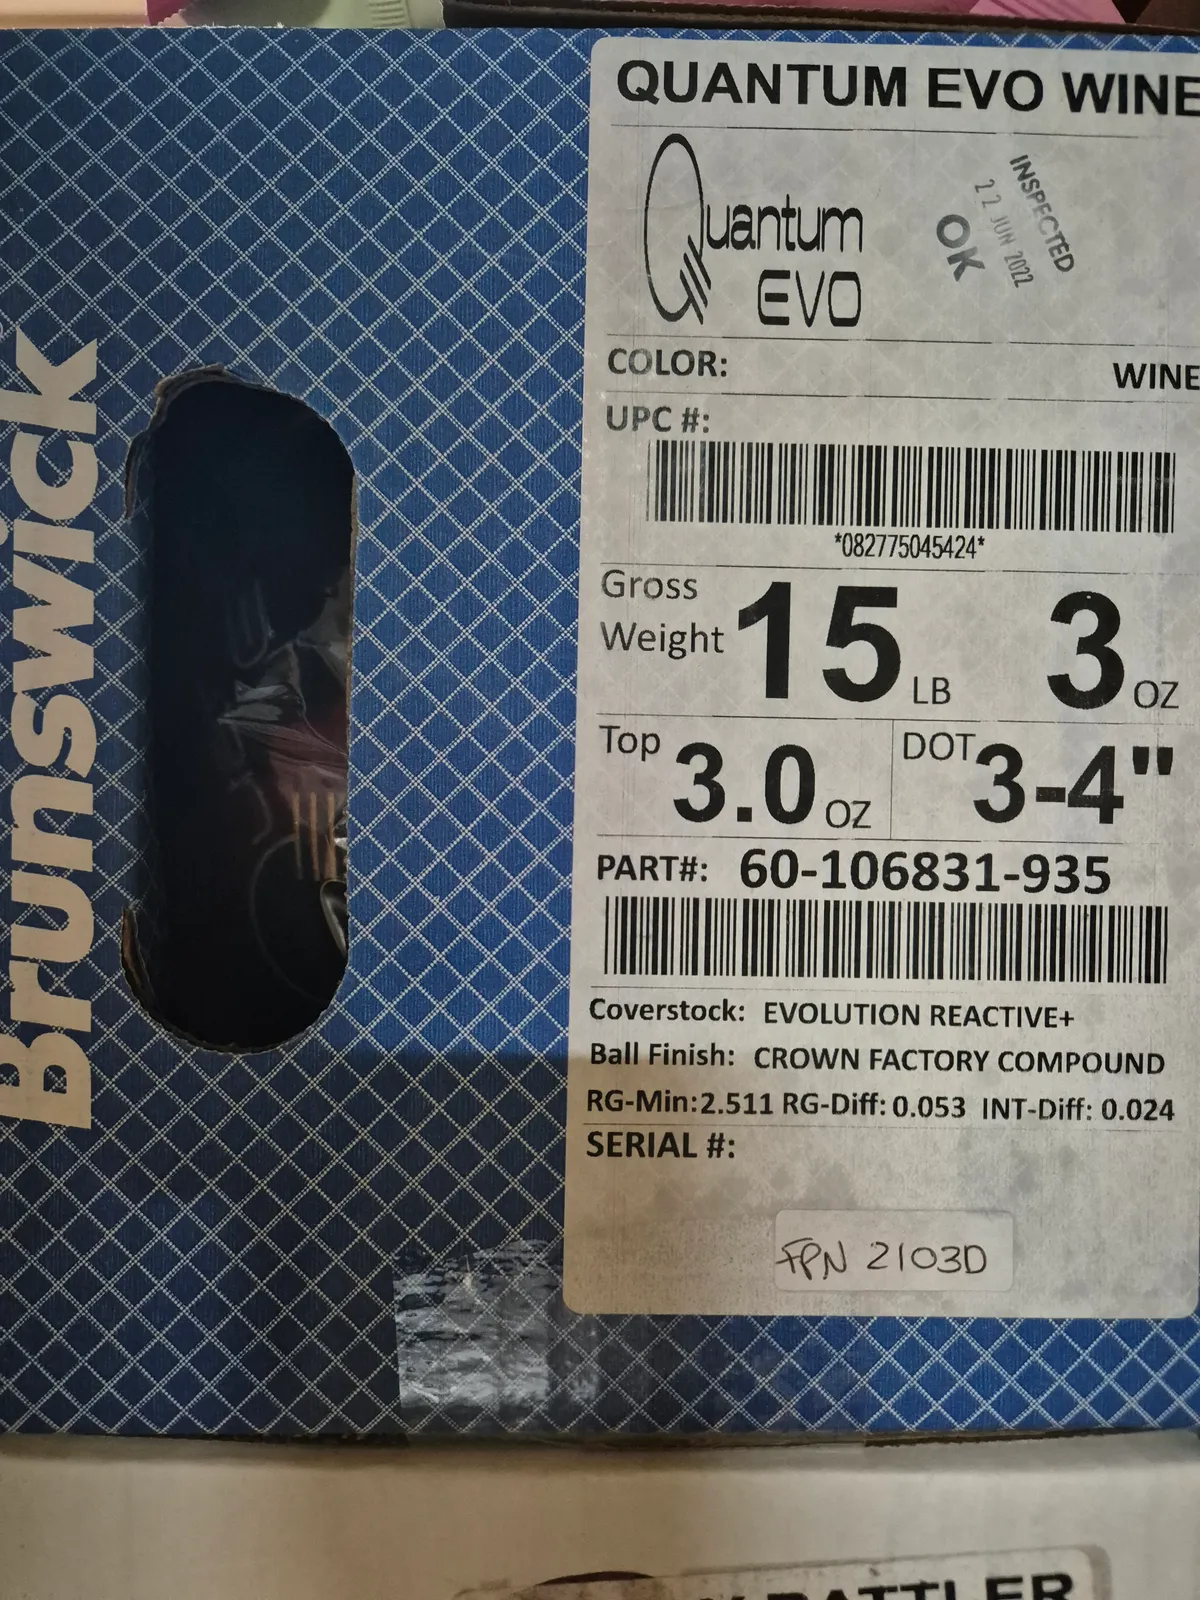 Brunswick
QUANTUM EVO WINE
Quantum
EVO
INSPECTED
22 JUN 2022
OK
COLOR: WINE
UPC #:
*082775045424*
Gross
Weight 15 LB 3 OZ
Top 3.0 OZ DOT 3-4"
PART#: 60-106831-935
Coverstock: EVOLUTION REACTIVE+
Ball Finish: CROWN FACTORY COMPOUND
RG-Min:2.511 RG-Diff: 0.053 INT-Diff: 0.024
SERIAL #:
FPN 2103D
RATTLER